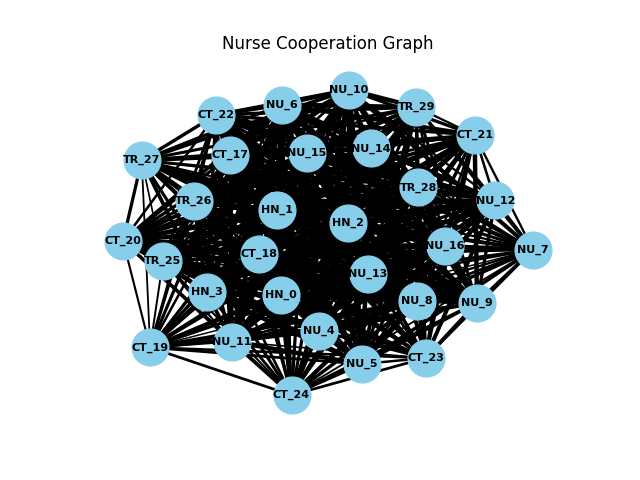 Nurse Cooperation Graph
NU_10
NU_6
TR_29
CT_22
CT_21
NU_14
NU_15
CT_17
TR_27
TR_28
NU_12
TR_26
HN_1
HN_2
CT_20
NU_16
NU_7
CT_18
TR_25
NU_13
HN_3
HN_0
NU_8
NU_9
NU_4
NU_11
CT_19
CT_23
NU_5
CT_24